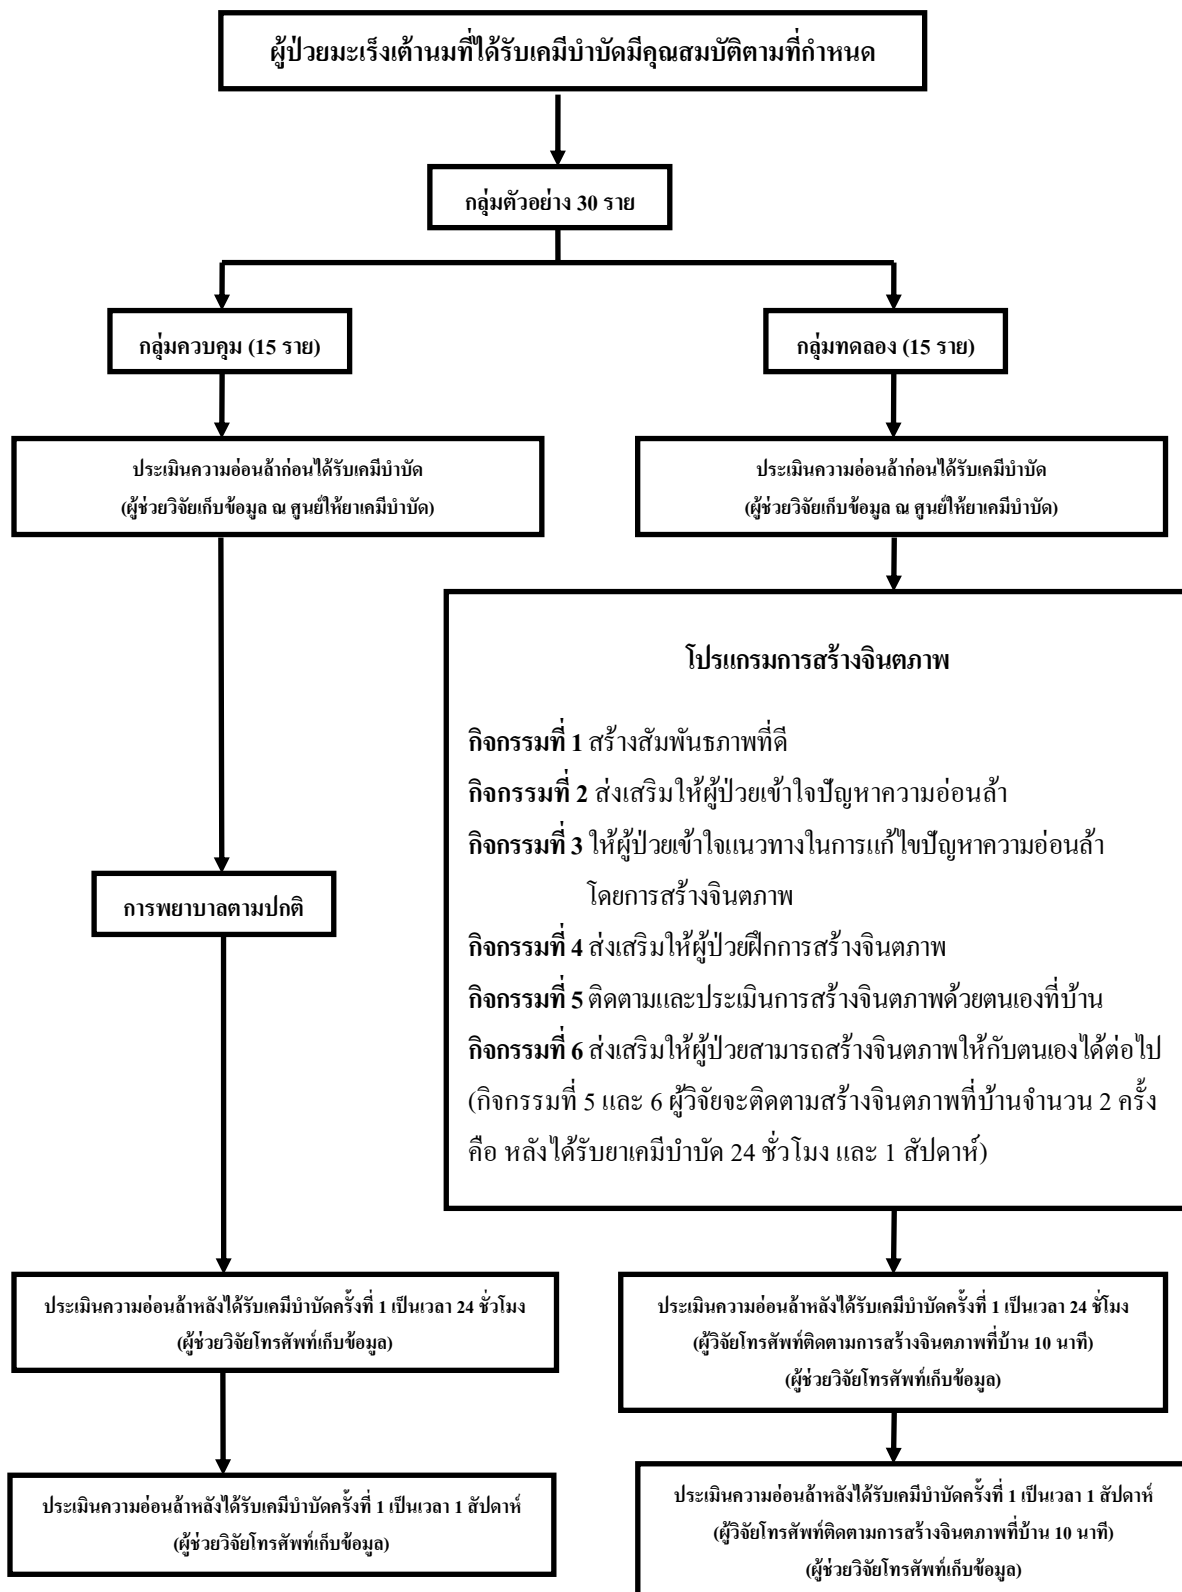 ผู้ป่วยมะเร็งเต้านมที่ได้รับเคมีบำบัดมีคุณสมบัติตามที่กำหนด
กลุ่มตัวอย่าง 30 ราย
กลุ่มควบคุม (15 ราย)
กลุ่มทดลอง (15 ราย)
ประเมินความอ่อนล้าก่อนได้รับเคมีบำบัด
(ผู้ช่วยวิจัยเก็บข้อมูล ณ ศูนย์ให้ยาเคมีบำบัด)
ประเมินความอ่อนล้าก่อนได้รับเคมีบำบัด
(ผู้ช่วยวิจัยเก็บข้อมูล ณ ศูนย์ให้ยาเคมีบำบัด)
การพยาบาลตามปกติ
โปรแกรมการสร้างจินตภาพ
กิจกรรมที่ 1 สร้างสัมพันธภาพที่ดี
กิจกรรมที่ 2 ส่งเสริมให้ผู้ป่วยเข้าใจปัญหาความอ่อนล้า
กิจกรรมที่ 3 ให้ผู้ป่วยเข้าใจแนวทางในการแก้ไขปัญหาความอ่อนล้า
โดยการสร้างจินตภาพ
กิจกรรมที่ 4 ส่งเสริมให้ผู้ป่วยฝึกการสร้างจินตภาพ
กิจกรรมที่ 5 ติดตามและประเมินการสร้างจินตภาพด้วยตนเองที่บ้าน
กิจกรรมที่ 6 ส่งเสริมให้ผู้ป่วยสามารถสร้างจินตภาพให้กับตนเองได้ต่อไป
(กิจกรรมที่ 5 และ 6 ผู้วิจัยจะติดตามสร้างจินตภาพที่บ้านจำนวน 2 ครั้ง
คือ หลังได้รับยาเคมีบำบัด 24 ชั่วโมง และ 1 สัปดาห์)
ประเมินความอ่อนล้าหลังได้รับเคมีบำบัดครั้งที่ 1 เป็นเวลา 24 ชั่วโมง
(ผู้ช่วยวิจัยโทรศัพท์เก็บข้อมูล)
ประเมินความอ่อนล้าหลังได้รับเคมีบำบัดครั้งที่ 1 เป็นเวลา 24 ชั่โมง
(ผู้วิจัยโทรศัพท์ติดตามการสร้างจินตภาพที่บ้าน 10 นาที)
(ผู้ช่วยวิจัยโทรศัพท์เก็บข้อมูล)
ประเมินความอ่อนล้าหลังได้รับเคมีบำบัดครั้งที่ 1 เป็นเวลา 1 สัปดาห์
(ผู้ช่วยวิจัยโทรศัพท์เก็บข้อมูล)
ประเมินความอ่อนล้าหลังได้รับเคมีบำบัดครั้งที่ 1 เป็นเวลา 1 สัปดาห์
(ผู้วิจัยโทรศัพท์ติดตามการสร้างจินตภาพที่บ้าน 10 นาที)
(ผู้ช่วยวิจัยโทรศัพท์เก็บข้อมูล)